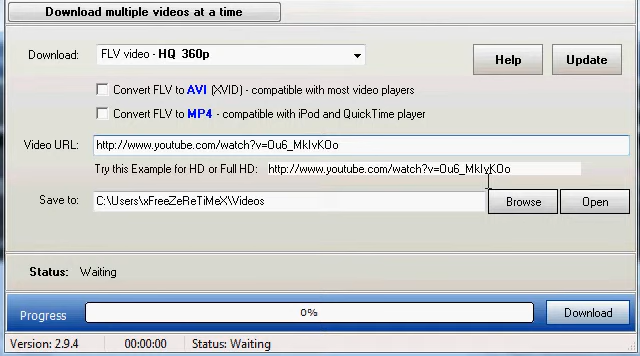 Download multiple videos at a time
Download: FLV video - HQ 360p
Help Update
Convert FLV to AVI (XVID) - compatible with most video players
Convert FLV to MP4 - compatible with iPod and QuickTime player
Video URL: http://www.youtube.com/watch?v=Ou6_MkIvKOo
Try this Example for HD or Full HD: http://www.youtube.com/watch?v=Ou6_MkIvKOo
Save to: C:\Users\xFreeZeReTiMeX\Videos Browse Open
Status: Waiting
Progress 0% Download
Version: 2.9.4 00:00:00 Status: Waiting